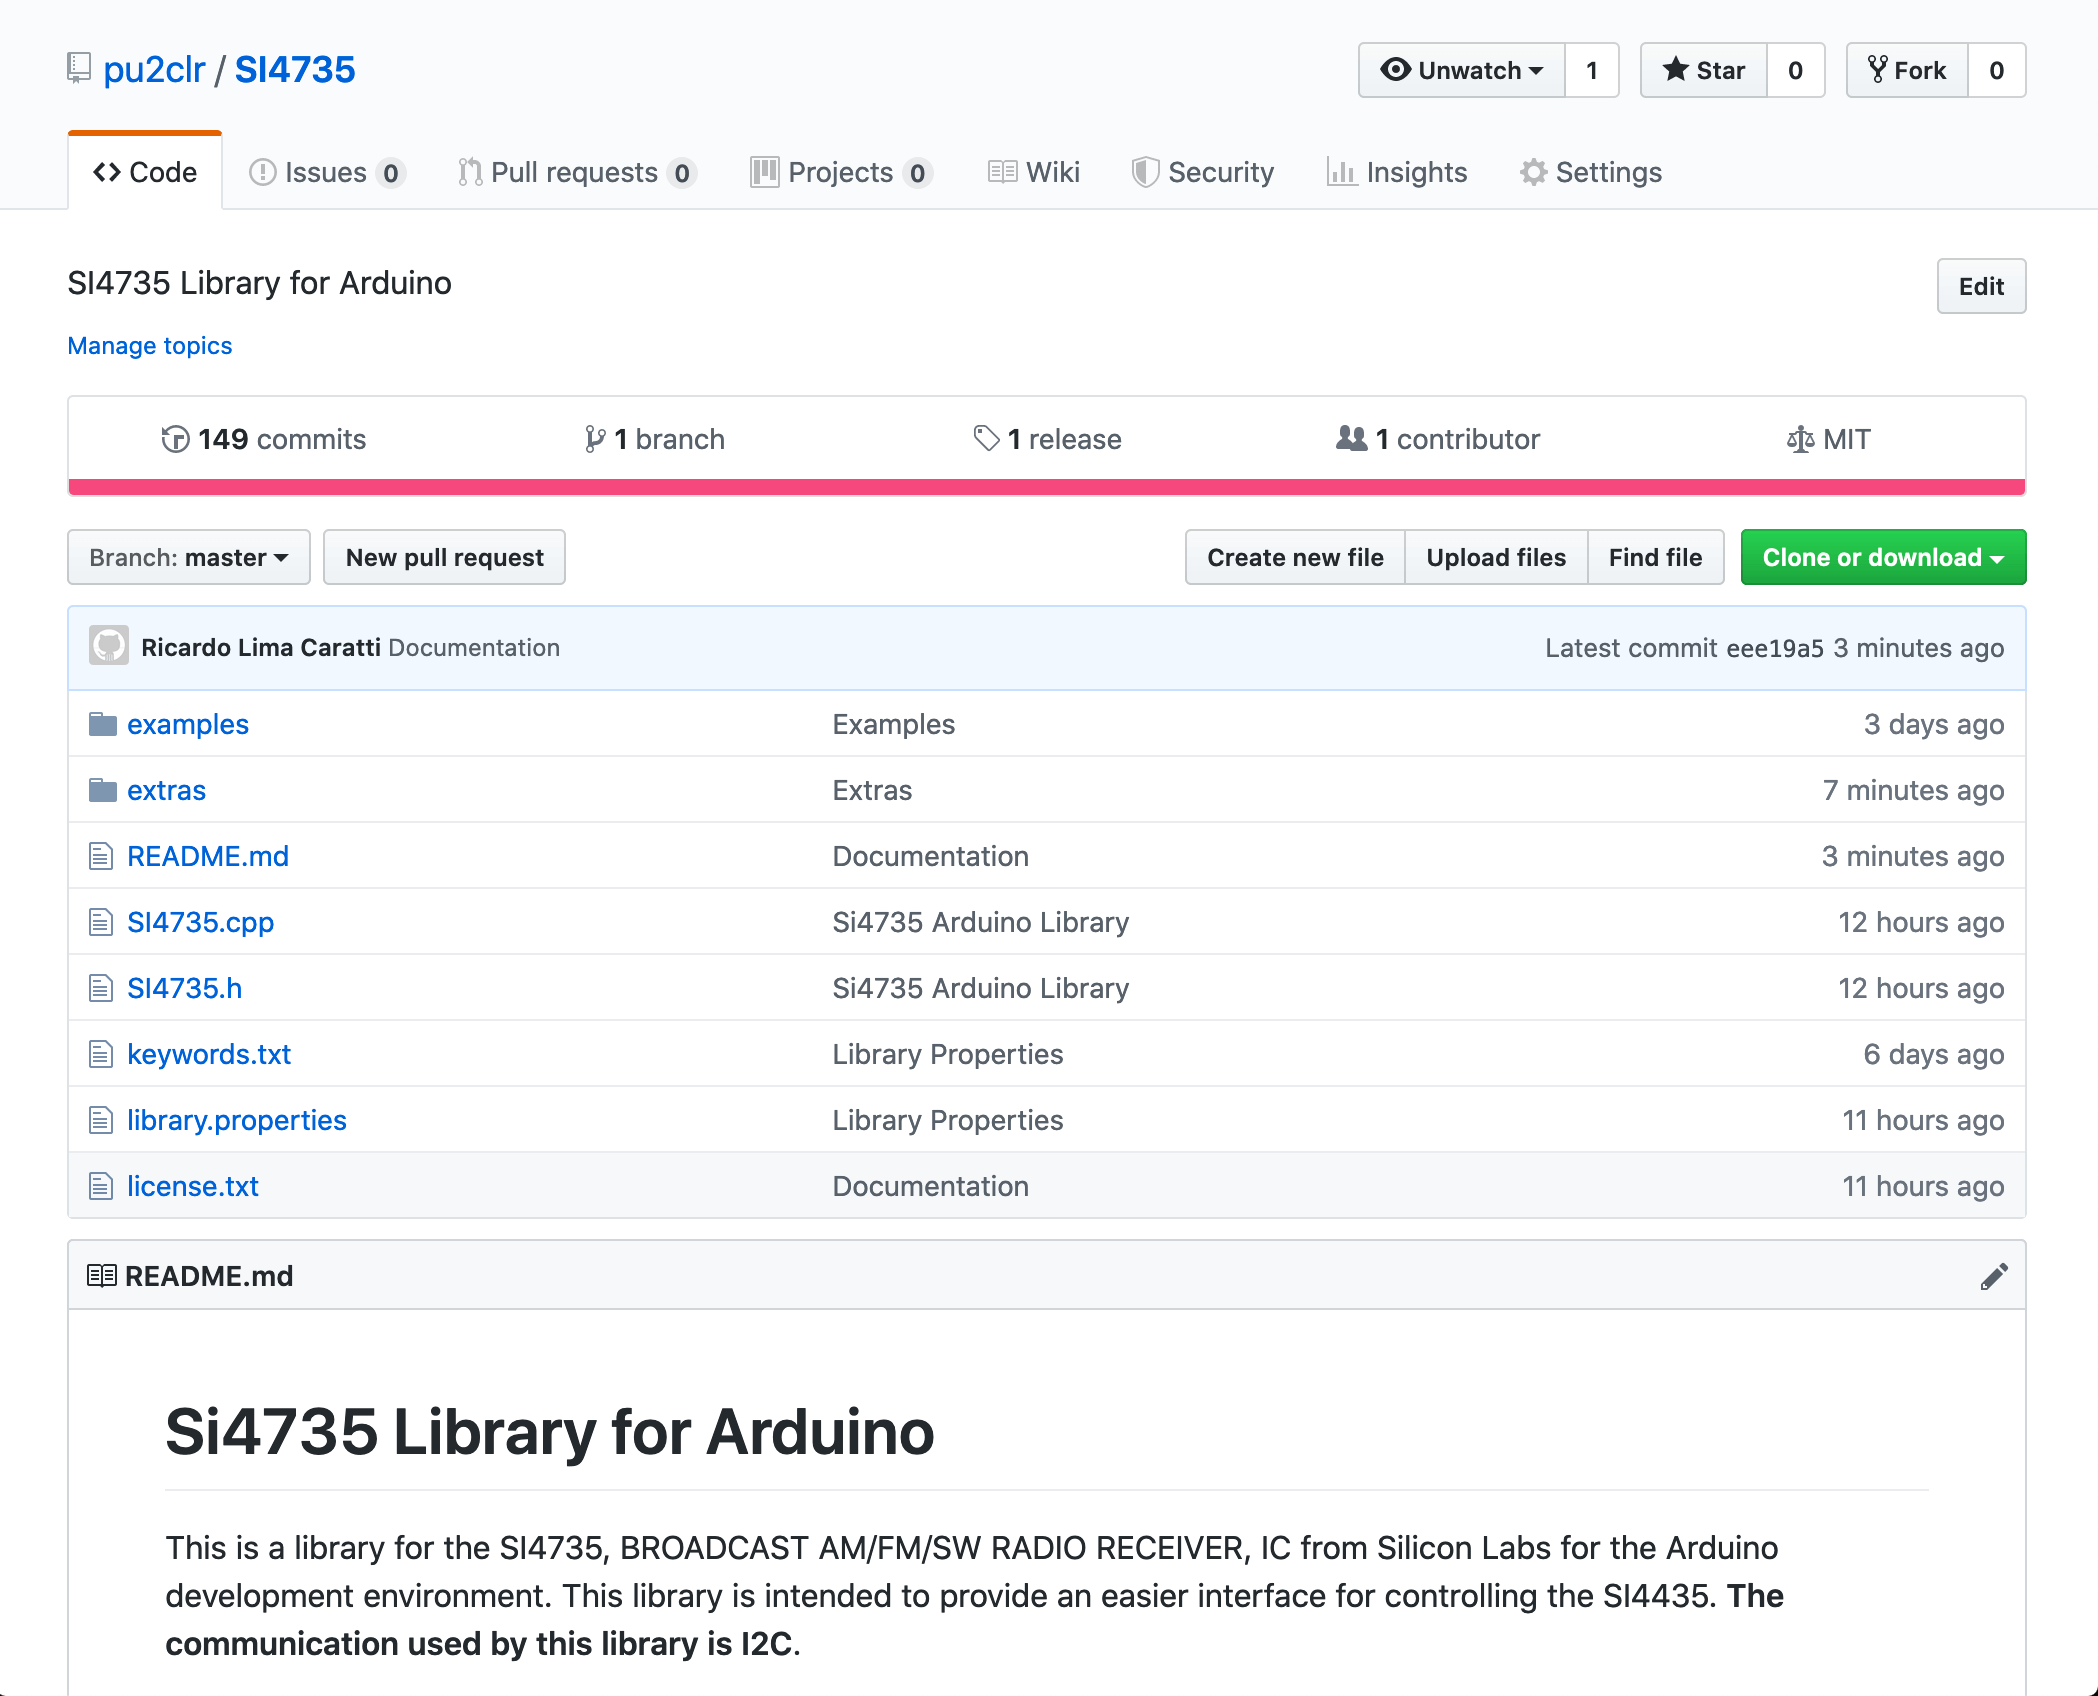 pu2clr / SI4735
Unwatch 1
Star 0
Fork 0
Code Issues 0 Pull requests 0 Projects 0 Wiki Security Insights Settings
SI4735 Library for Arduino
Edit
Manage topics
149 commits 1 branch 1 release 1 contributor MIT
Branch: master New pull request Create new file Upload files Find file Clone or download
Ricardo Lima Caratti Documentation Latest commit eee19a5 3 minutes ago
examples Examples 3 days ago
extras Extras 7 minutes ago
README.md Documentation 3 minutes ago
SI4735.cpp Si4735 Arduino Library 12 hours ago
SI4735.h Si4735 Arduino Library 12 hours ago
keywords.txt Library Properties 6 days ago
library.properties Library Properties 11 hours ago
license.txt Documentation 11 hours ago
README.md
Si4735 Library for Arduino
This is a library for the SI4735, BROADCAST AM/FM/SW RADIO RECEIVER, IC from Silicon Labs for the Arduino
development environment. This library is intended to provide an easier interface for controlling the SI4435. The
communication used by this library is I2C.